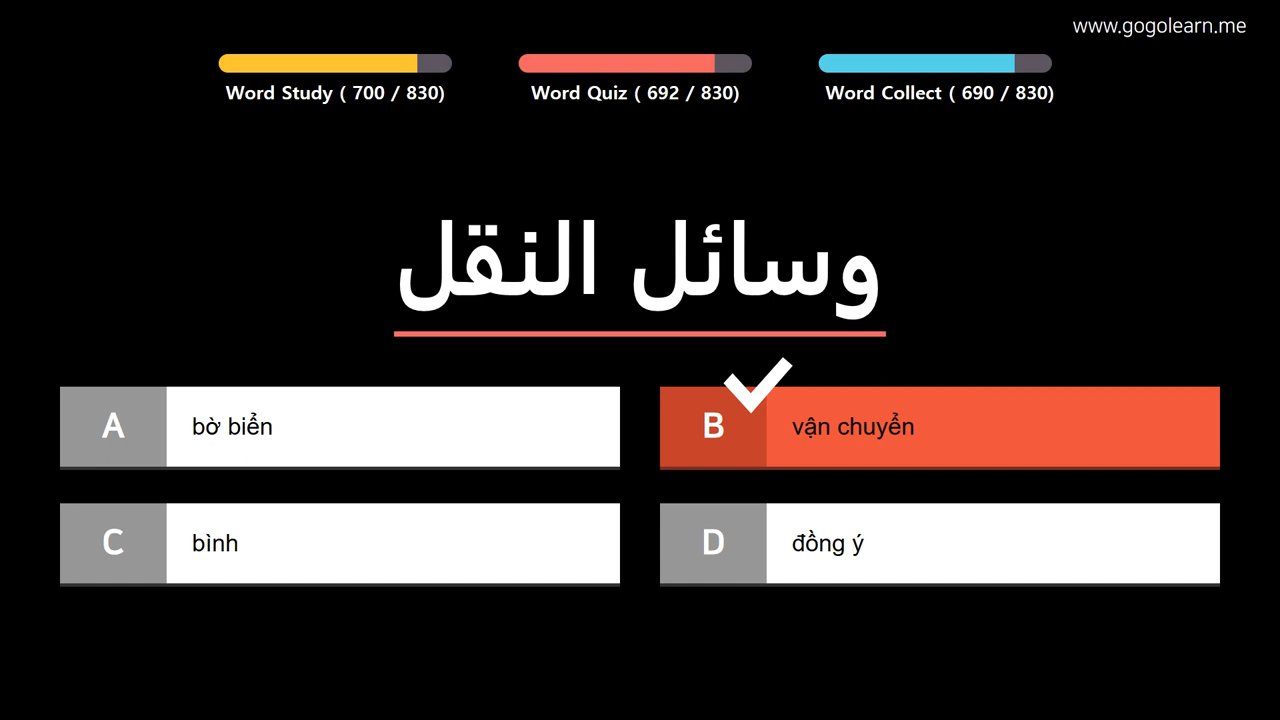 www.gogolearn.me
Word Study ( 700 / 830)
Word Quiz ( 692 / 830)
Word Collect ( 690 / 830)
وسائل النقل
A bờ biển
B vận chuyển
C bình
D đồng ý